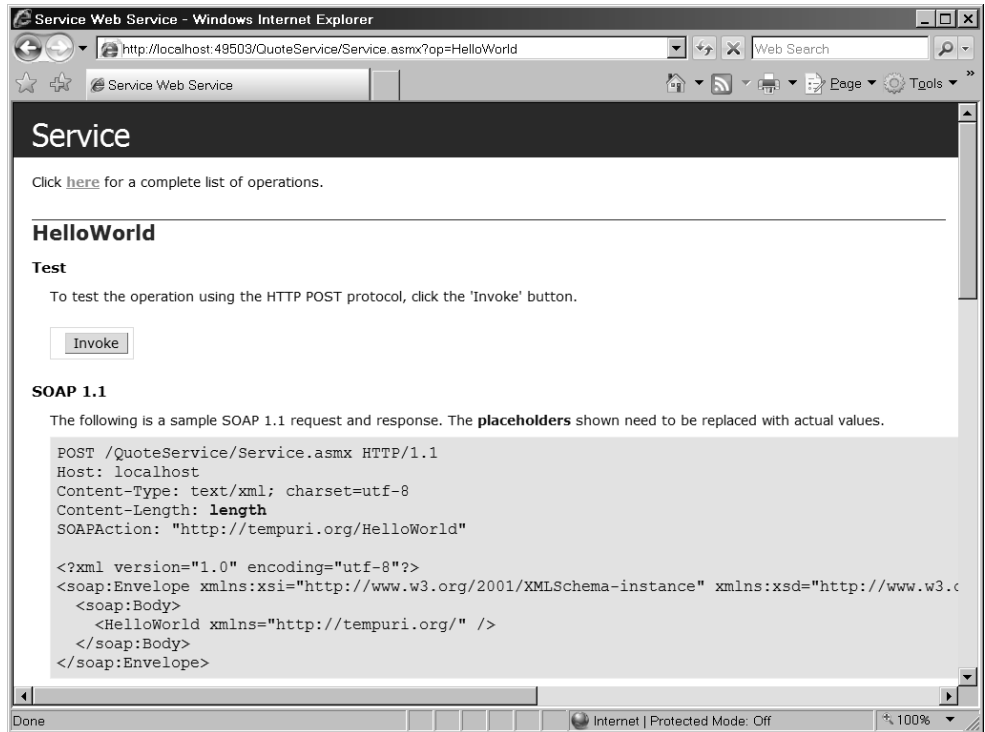 Service Web Service - Windows Internet Explorer
http://localhost:49503/QuoteService/Service.asmx?op=HelloWorld
Web Search
Service Web Service
Page
Tools
Service
Click here for a complete list of operations.
HelloWorld
Test
To test the operation using the HTTP POST protocol, click the 'Invoke' button.
Invoke
SOAP 1.1
The following is a sample SOAP 1.1 request and response. The placeholders shown need to be replaced with actual values.
POST /QuoteService/Service.asmx HTTP/1.1
Host: localhost
Content-Type: text/xml; charset=utf-8
Content-Length: length
SOAPAction: "http://tempuri.org/HelloWorld"
<?xml version="1.0" encoding="utf-8"?>
<soap:Envelope xmlns:xsi="http://www.w3.org/2001/XMLSchema-instance" xmlns:xsd="http://www.w3.
<soap:Body>
<HelloWorld xmlns="http://tempuri.org/" />
</soap:Body>
</soap:Envelope>
Done
Internet | Protected Mode: Off
100%